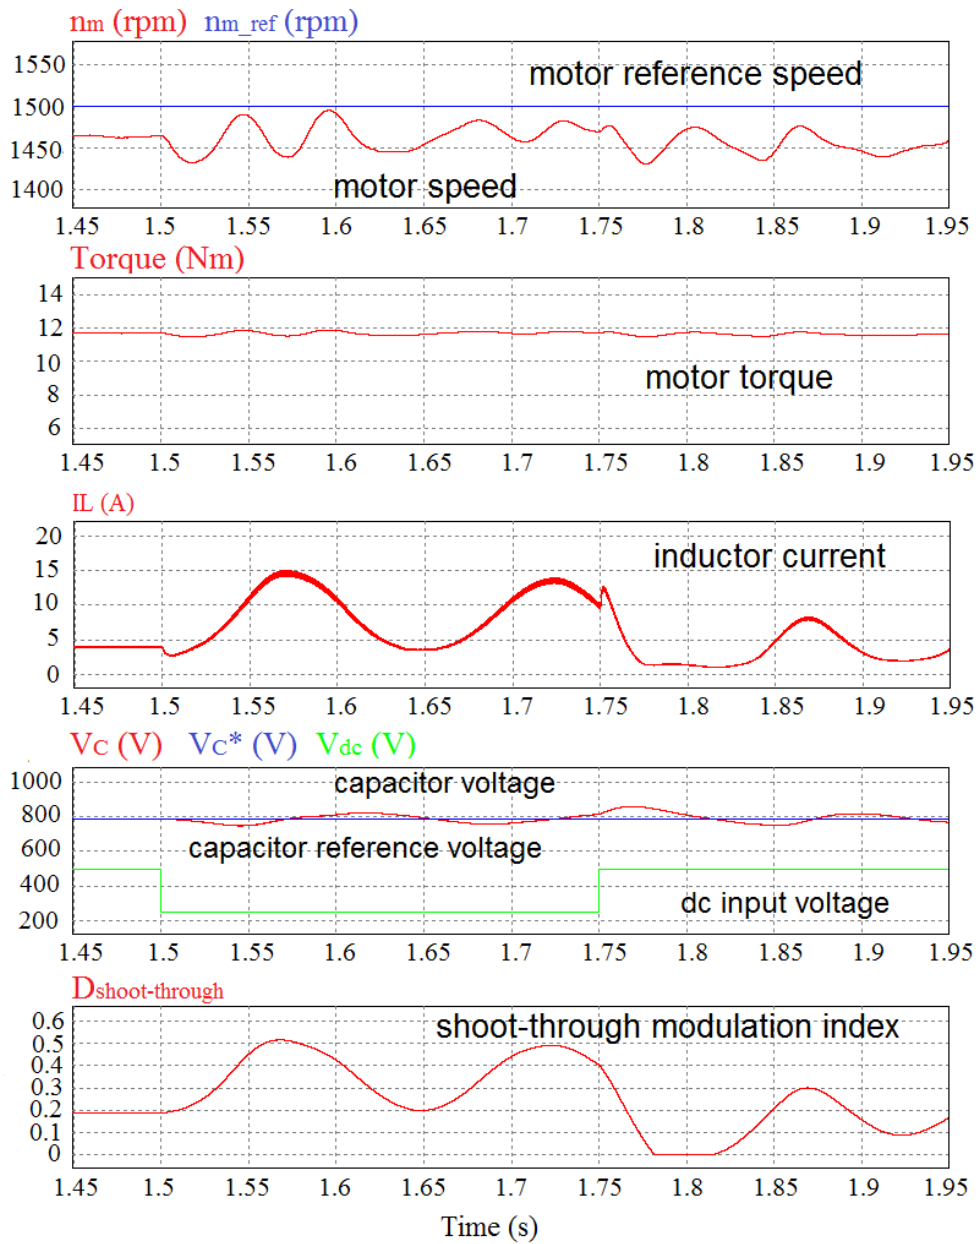 nm (rpm) nm_ref (rpm)
1550
motor reference speed
1500
1450
1400
motor speed
1.45 1.5 1.55 1.6 1.65 1.7 1.75 1.8 1.85 1.9 1.95
Torque (Nm)
14
12
10
motor torque
8
6
1.45 1.5 1.55 1.6 1.65 1.7 1.75 1.8 1.85 1.9 1.95
IL (A)
20
inductor current
15
10
5
0
1.45 1.5 1.55 1.6 1.65 1.7 1.75 1.8 1.85 1.9 1.95
VC (V) VC* (V) Vdc (V)
1000
capacitor voltage
800
capacitor reference voltage
600
400
dc input voltage
200
1.45 1.5 1.55 1.6 1.65 1.7 1.75 1.8 1.85 1.9 1.95
Dshoot-through
0.6
shoot-through modulation index
0.5
0.4
0.3
0.2
0.1
0
1.45 1.5 1.55 1.6 1.65 1.7 1.75 1.8 1.85 1.9 1.95
Time (s)